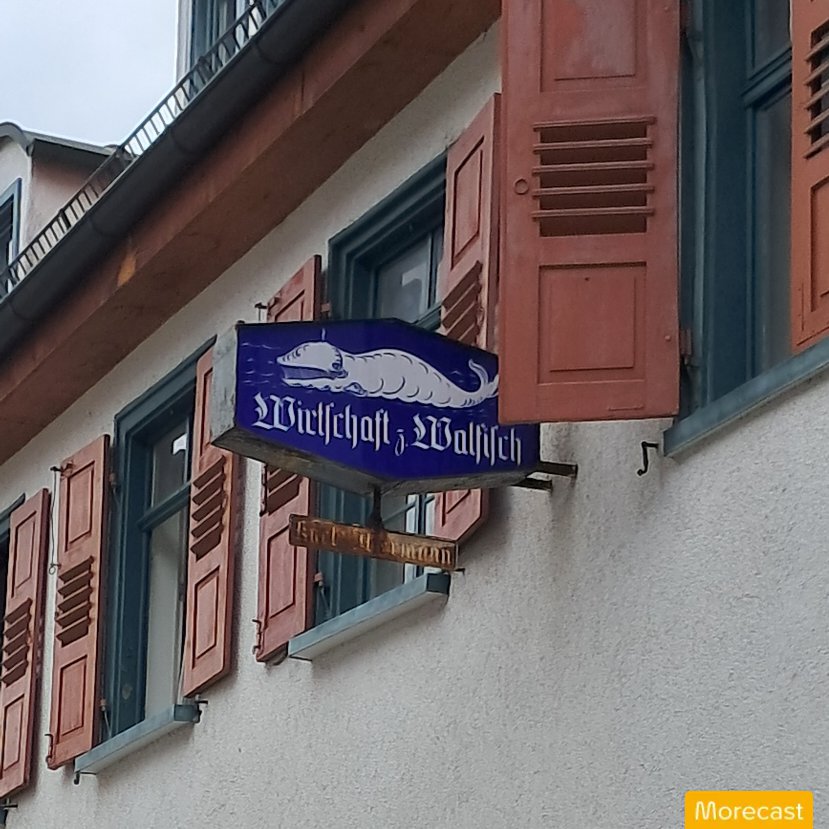 Wirtschaft z. Walfisch
Morecast